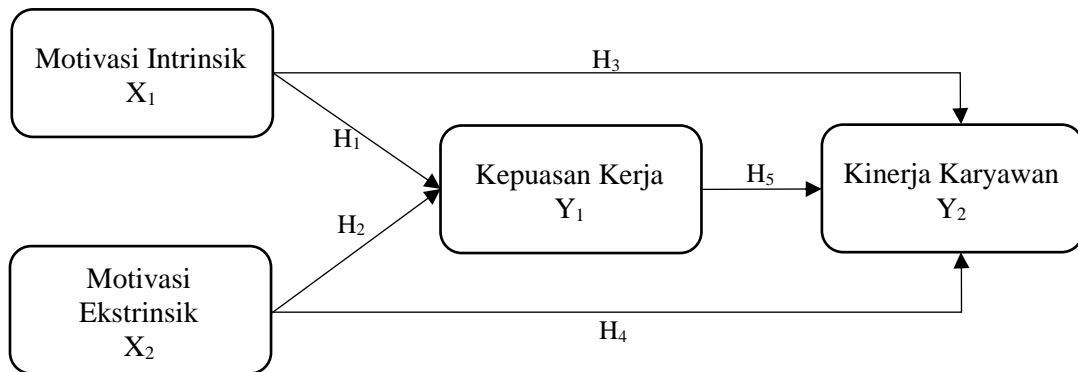 Motivasi Intrinsik
X₁
H₃
H₁
Kepuasan Kerja
Y₁
H₅
Kinerja Karyawan
Y₂
H₂
Motivasi
Ekstrinsik
X₂
H₄